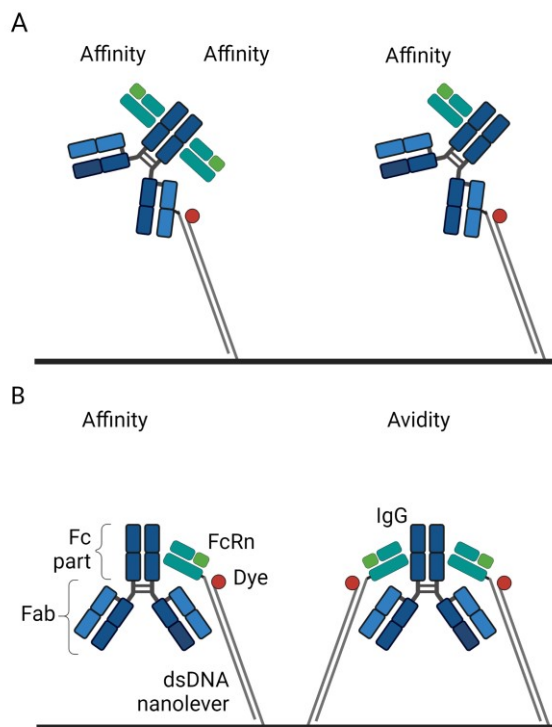 A
Affinity
Affinity
Affinity
B
Affinity
Avidity
IgG
Fc
part
FcRn
Dye
Fab
dsDNA
nanolever